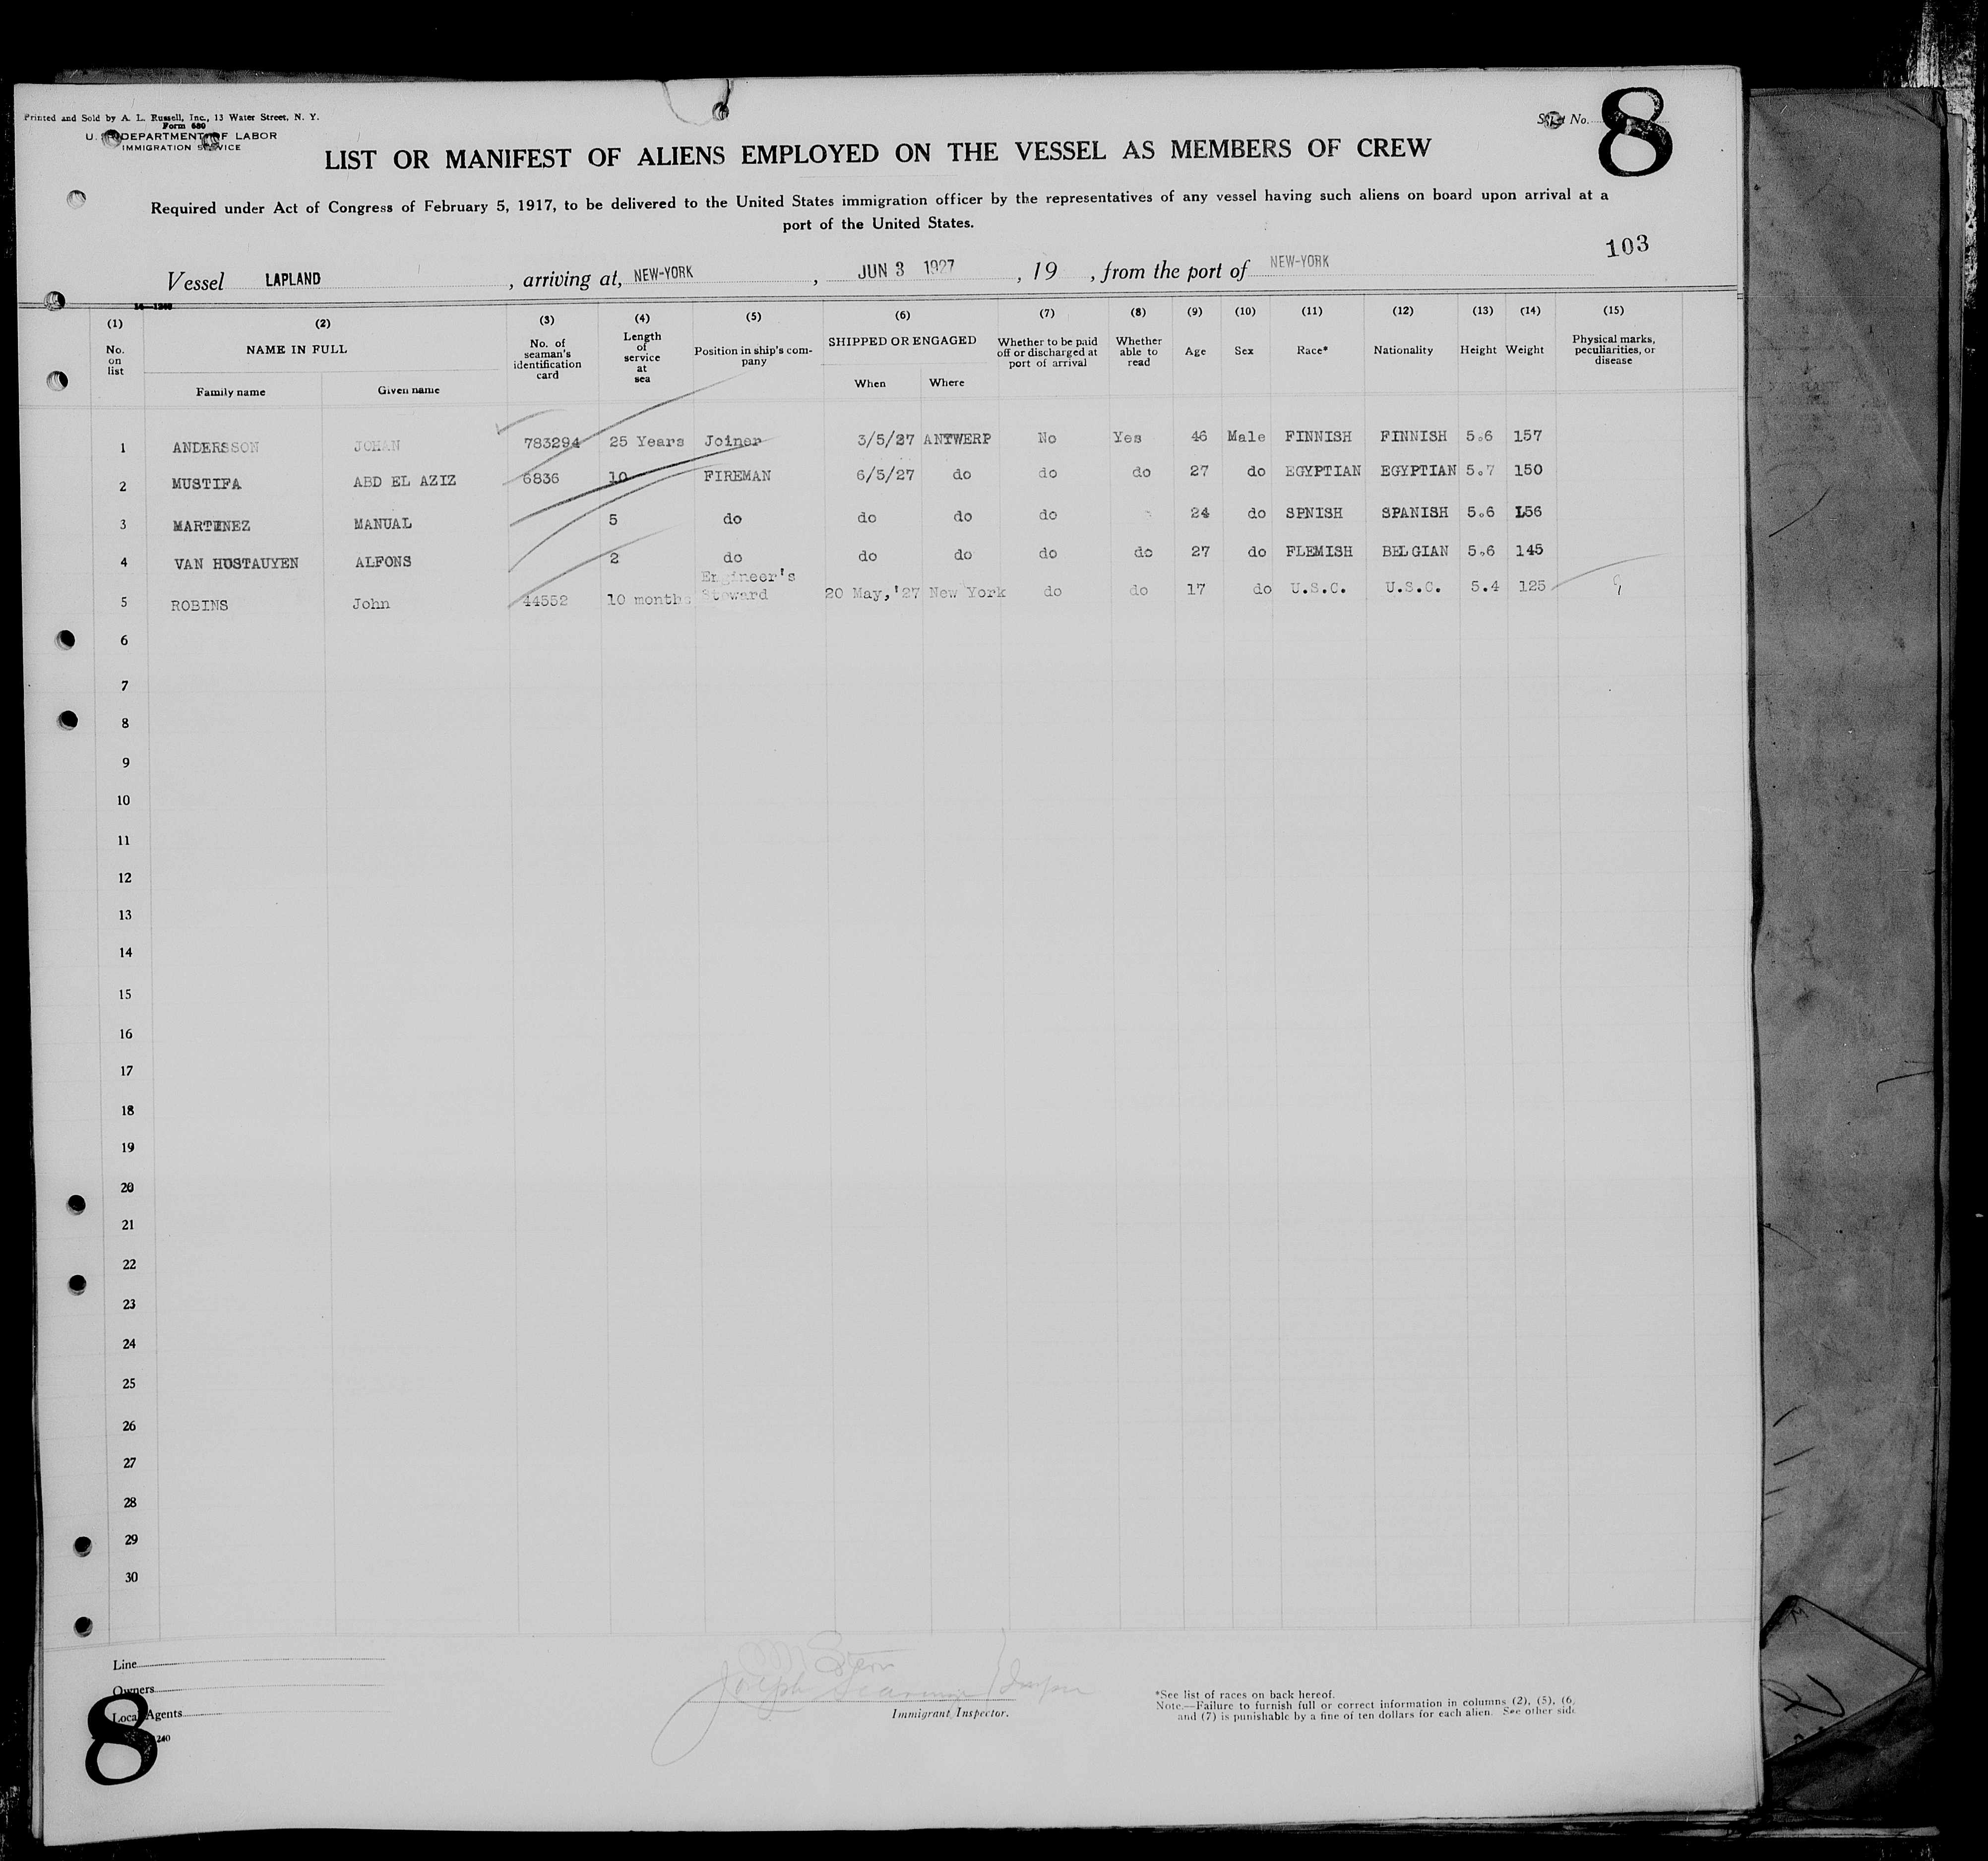 Printed and Sold by A. L. Russell, Inc., 13 Water Street, N. Y.
Form 680
U. S. DEPARTMENT OF LABOR
IMMIGRATION SERVICE
Sheet No. 8
LIST OR MANIFEST OF ALIENS EMPLOYED ON THE VESSEL AS MEMBERS OF CREW
Required under Act of Congress of February 5, 1917, to be delivered to the United States immigration officer by the representatives of any vessel having such aliens on board upon arrival at a
port of the United States.
103
Vessel LAPLAND, arriving at, NEW-YORK, JUN 3 1927, 19 , from the port of NEW-YORK
(1) (2) (3) (4) (5) (6) (7) (8) (9) (10) (11) (12) (13) (14) (15)
No. on list
NAME IN FULL
Family name Given name
No. of seaman's identification card
Length of service at sea
Position in ship's company
SHIPPED OR ENGAGED
When Where
Whether to be paid off or discharged at port of arrival
Whether able to read
Age
Sex
Race*
Nationality
Height
Weight
Physical marks, peculiarities, or disease
1 ANDERSSON JOHAN 783294 25 Years Joiner 3/5/27 ANTWERP No Yes 46 Male FINNISH FINNISH 5.6 157
2 MUSTIFA ABD EL AZIZ 6836 10 FIREMAN 6/5/27 do do do 27 do EGYPTIAN EGYPTIAN 5.7 150
3 MARTINEZ MANUAL 5 do do do do 24 do SPNISH SPANISH 5.6 156
4 VAN HUSTAUYEN ALFONS 2 do do do do do 27 do FLEMISH BELGIAN 5.6 145
5 ROBINS John 44552 10 months Engineer's Steward 20 May,'27 New York do do 17 do U.S.C. U.S.C. 5.4 125
6
7
8
9
10
11
12
13
14
15
16
17
18
19
20
21
22
23
24
25
26
27
28
29
30
Line
Owners
Local Agents
240
8
Joseph
Immigrant Inspector.
*See list of races on back hereof.
Note.—Failure to furnish full or correct information in columns (2), (5), (6)
and (7) is punishable by a fine of ten dollars for each alien. See other side